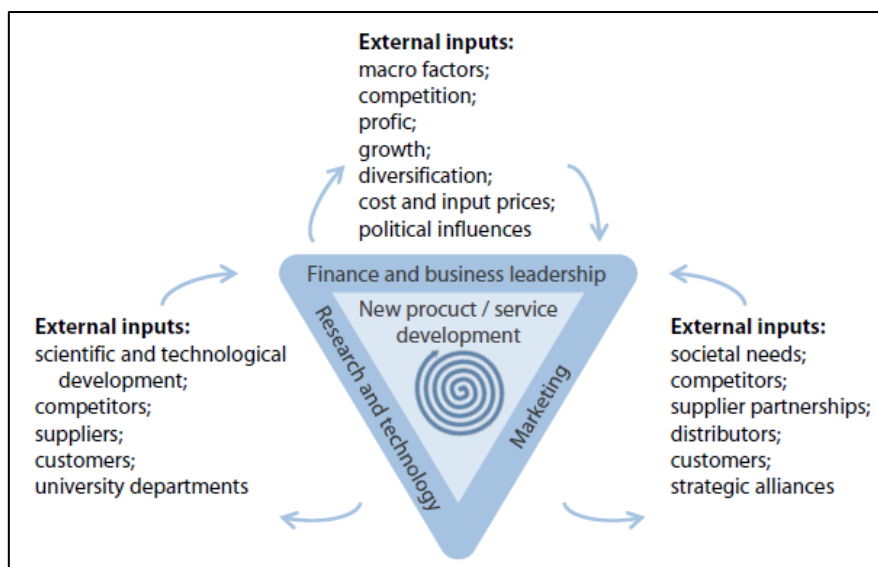 External inputs:
macro factors;
competition;
profic;
growth;
diversification;
cost and input prices;
political influences
Finance and business leadership
New procuct / service
development
Research and technology
Marketing
External inputs:
scientific and technological
development;
competitors;
suppliers;
customers;
university departments
External inputs:
societal needs;
competitors;
supplier partnerships;
distributors;
customers;
strategic alliances